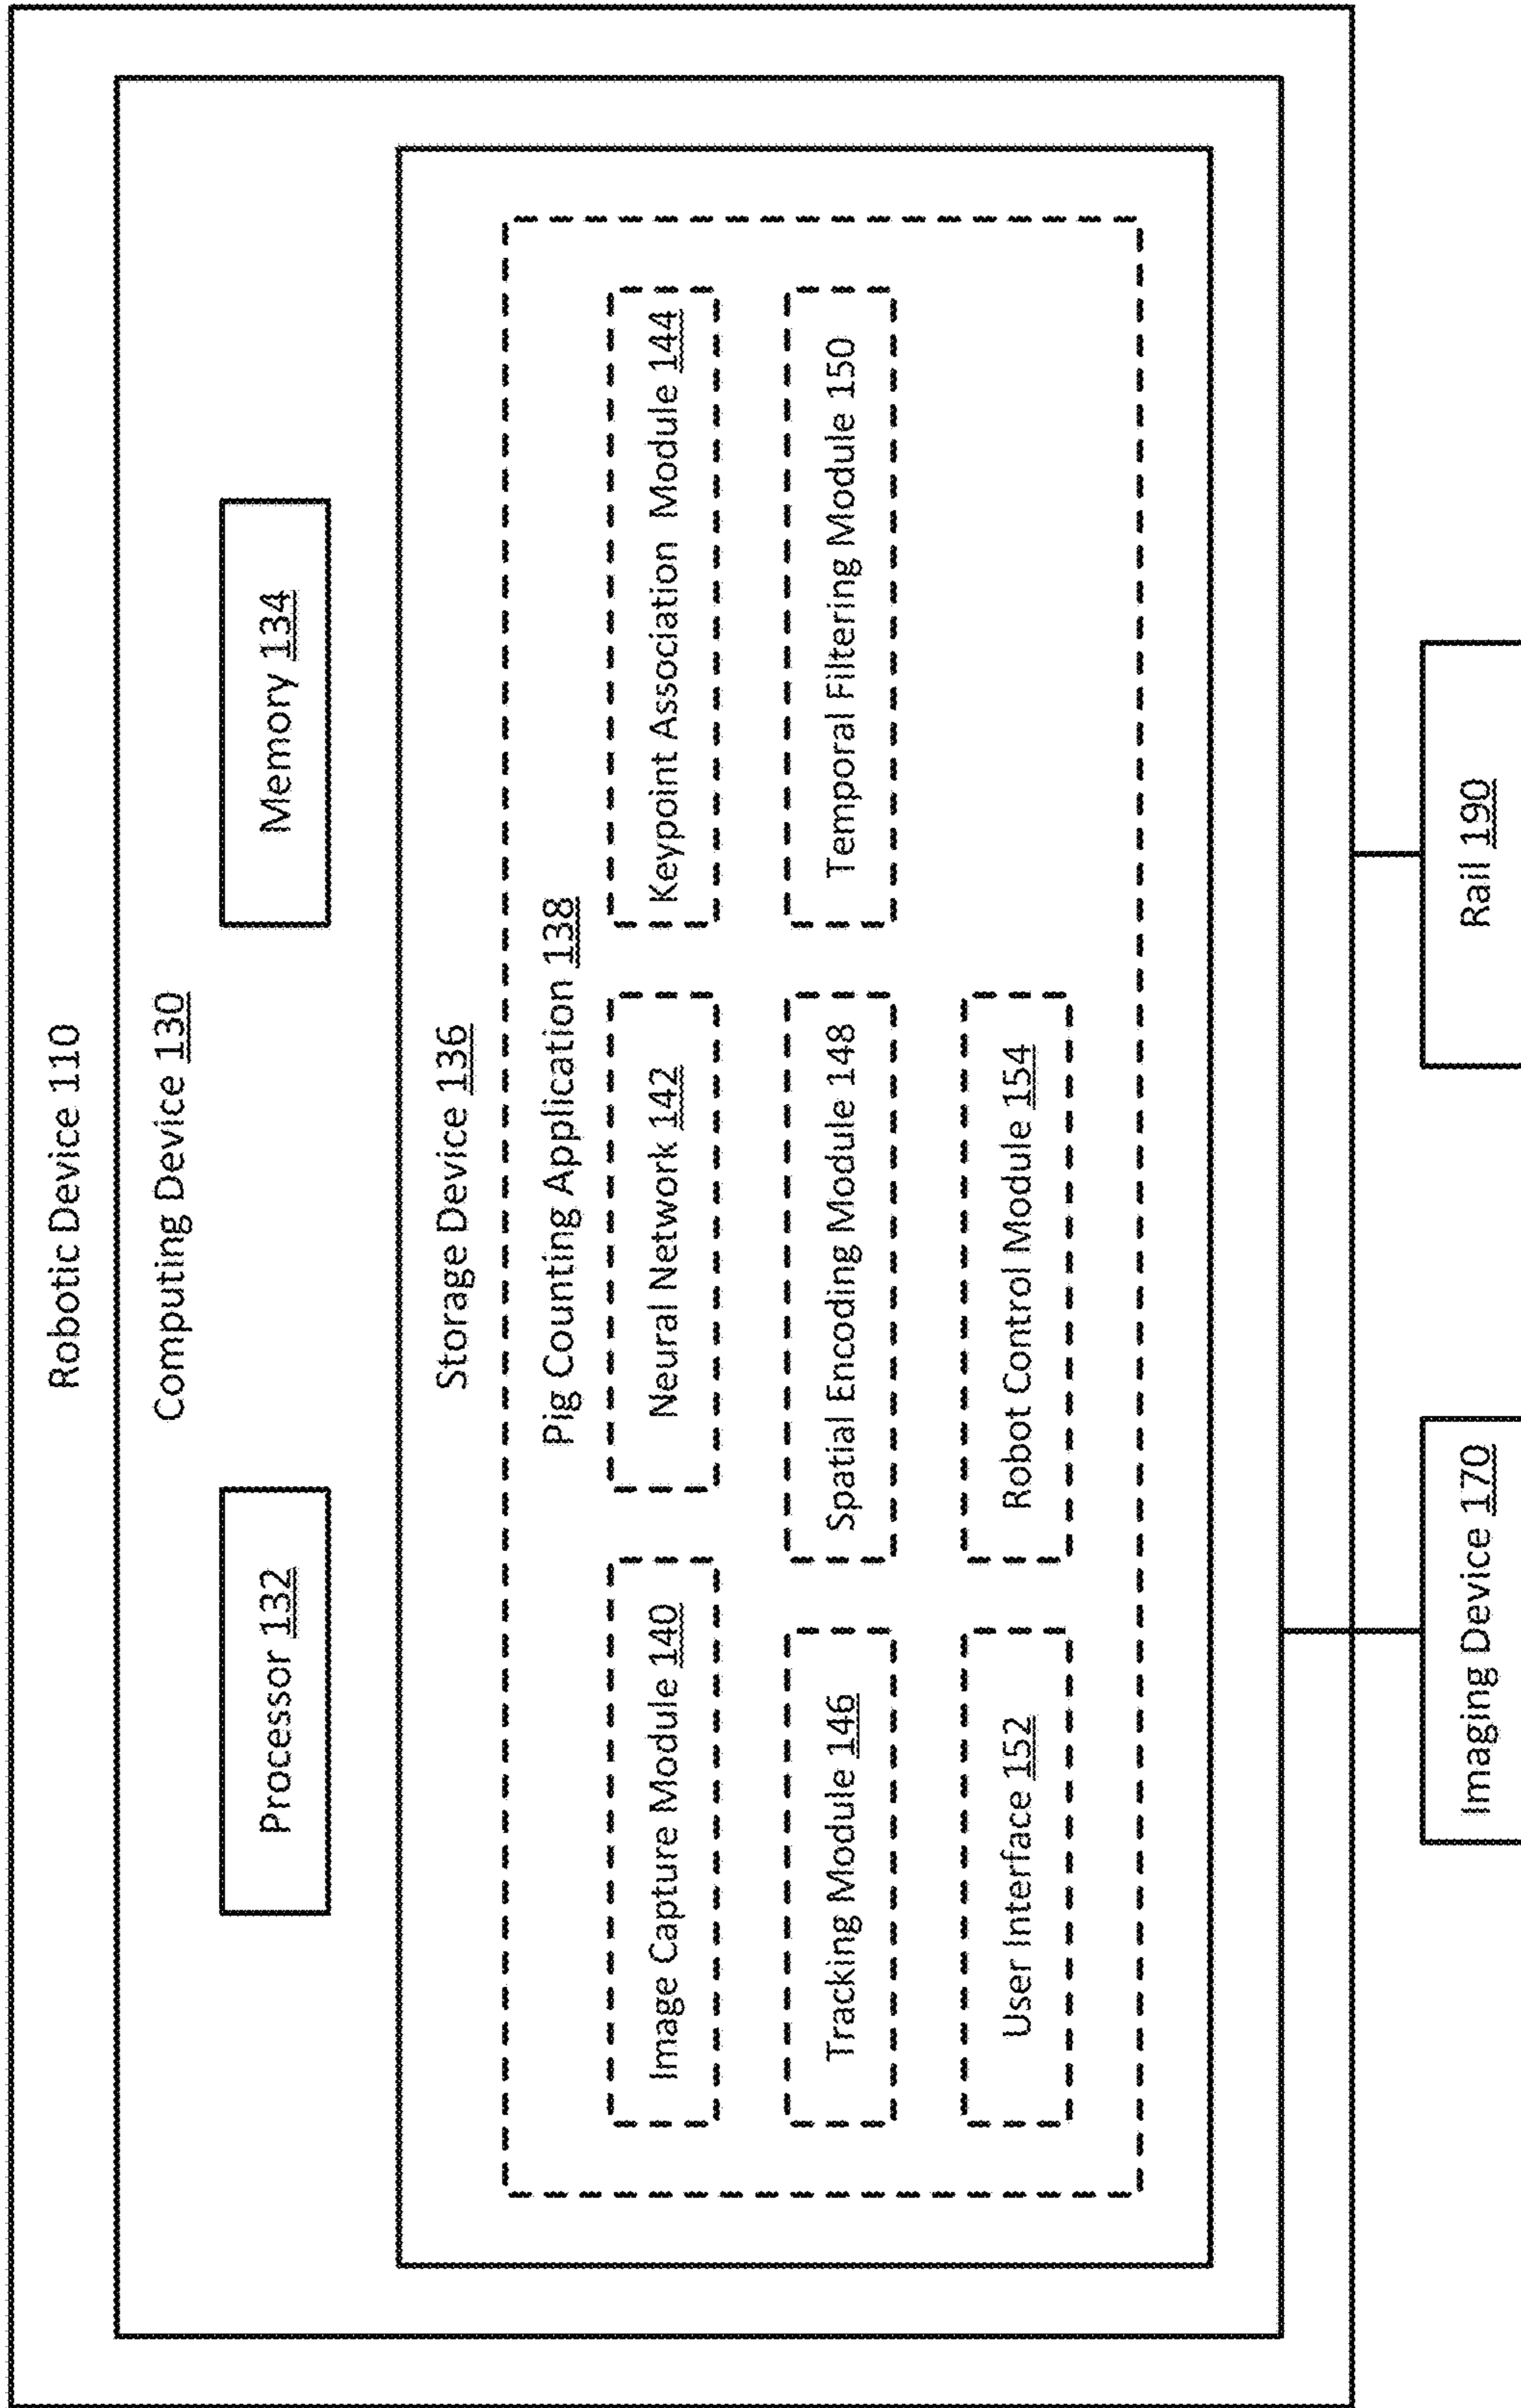 Robotic Device 110
Computing Device 130
Processor 132
Memory 134
Storage Device 136
Pig Counting Application 138
Image Capture Module 140
Neural Network 142
Keypoint Association Module 144
Tracking Module 146
Spatial Encoding Module 148
Temporal Filtering Module 150
User Interface 152
Robot Control Module 154
Imaging Device 170
Rail 190